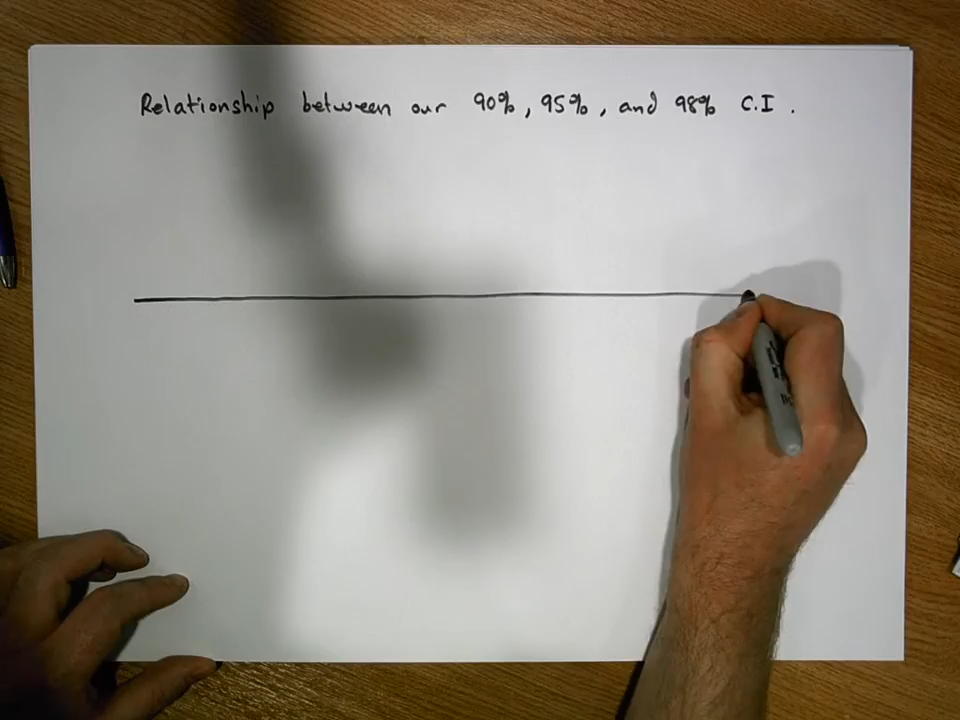 Relationship between our 90%, 95%, and 98% C.I.